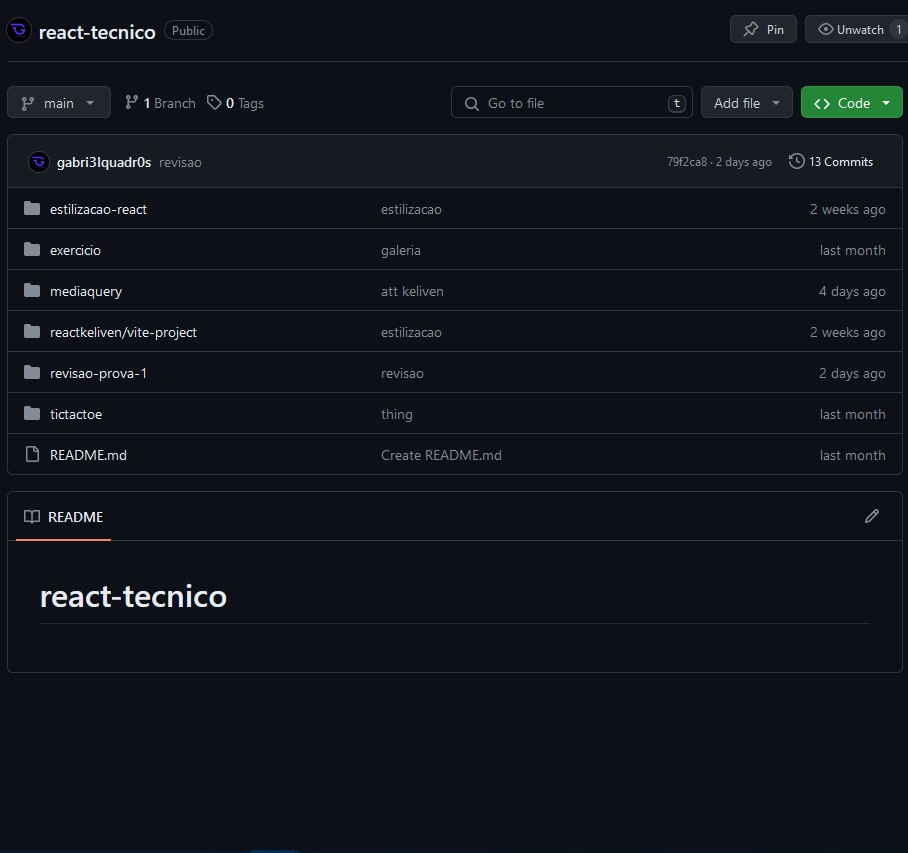 react-tecnico Public Pin Unwatch 1
main 1 Branch 0 Tags Go to file t Add file Code
gabri3lquadr0s revisao 79f2ca8 · 2 days ago 13 Commits
estilizacao-react estilizacao 2 weeks ago
exercicio galeria last month
mediaquery att keliven 4 days ago
reactkeliven/vite-project estilizacao 2 weeks ago
revisao-prova-1 revisao 2 days ago
tictactoe thing last month
README.md Create README.md last month
README
react-tecnico